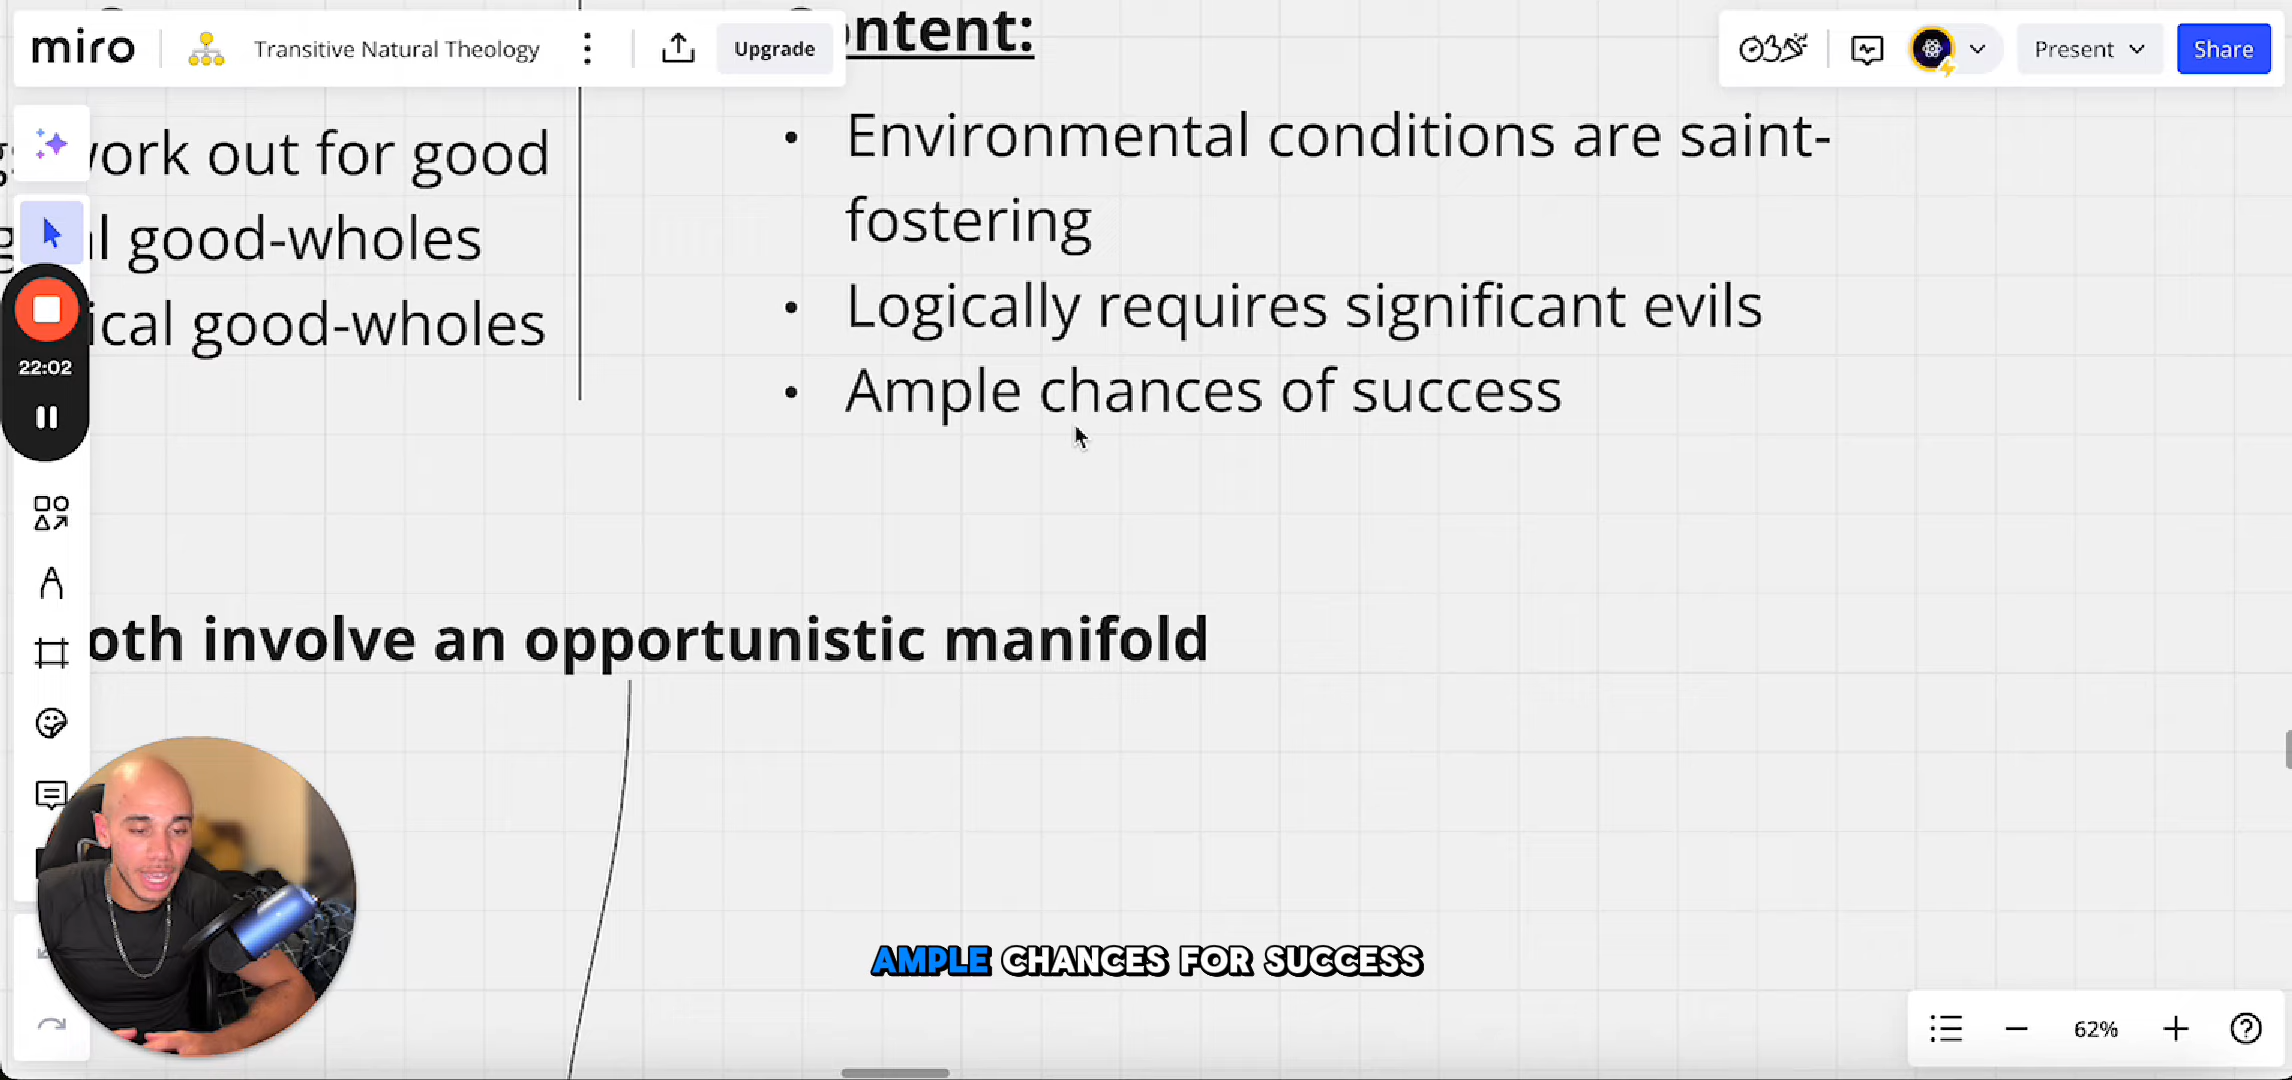 miro
Transitive Natural Theology
Upgrade
Present
Share
ntent:
work out for good
l good-wholes
ical good-wholes
22:02
• Environmental conditions are saint-
fostering
• Logically requires significant evils
• Ample chances of success
oth involve an opportunistic manifold
AMPLE CHANCES FOR SUCCESS
62%